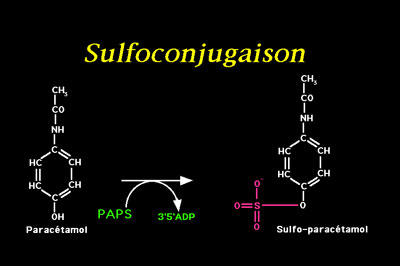 Sulfoconjugaison
CH3
CO
NH
C
HC CH
HC CH
C
OH
Paracétamol
PAPS
3'5'ADP
CH3
CO
NH
C
HC CH
HC CH
C
O-
O=S O
O
Sulfo-paracétamol